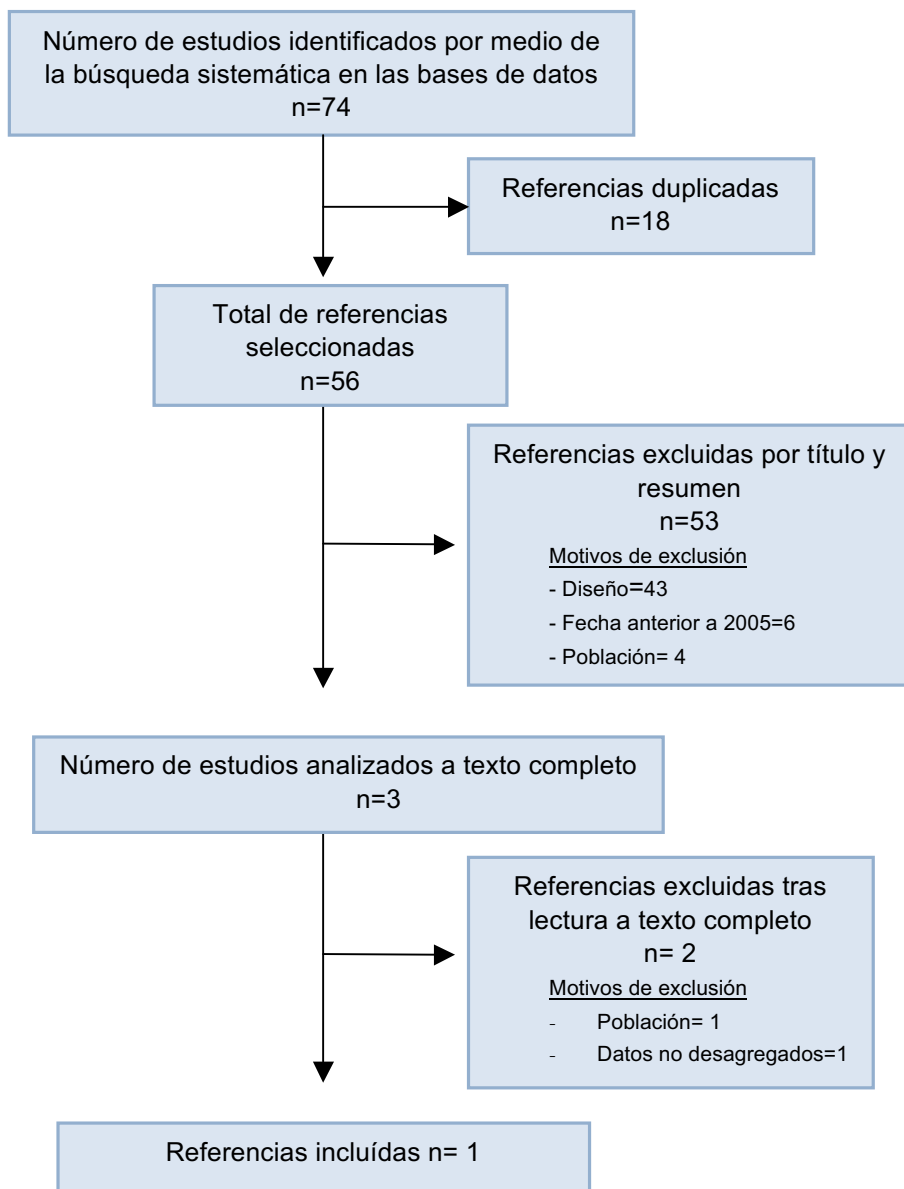 Número de estudios identificados por medio de
la búsqueda sistemática en las bases de datos
n=74
Referencias duplicadas
n=18
Total de referencias
seleccionadas
n=56
Referencias excluidas por título y
resumen
n=53
Motivos de exclusión
- Diseño=43
- Fecha anterior a 2005=6
- Población= 4
Número de estudios analizados a texto completo
n=3
Referencias excluidas tras
lectura a texto completo
n= 2
Motivos de exclusión
- Población= 1
- Datos no desagregados=1
Referencias incluídas n= 1